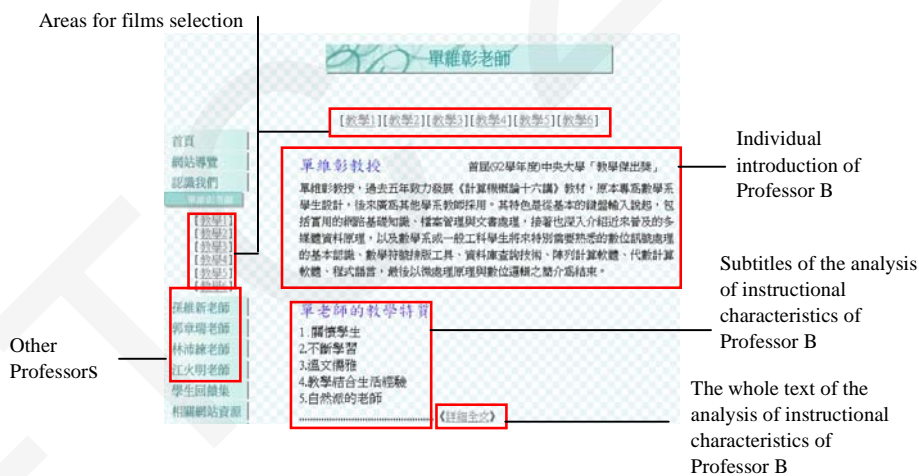 Areas for films selection
單維彰老師
[教學1][教學2][教學3][教學4][教學5][教學6]
首頁
網站導覽
認識我們
單維彰老師
[教學1]
[教學2]
[教學3]
[教學4]
[教學5]
[教學6]
孫維新老師
郭章瑞老師
林沛練老師
江火明老師
學生回饋集
相關網站資源
單維彰教授 首屆(92學年度)中央大學「教學傑出獎」
單維彰教授，過去五年致力發展《計算機概論十六講》教材，原本專為數學系
學生設計，後來廣為其他學系教師採用。其特色是從基本的鍵盤輸入說起，包
括實用的網路基礎知識、檔案管理與文書處理，接著也深入介紹近來普及的多
媒體資料原理，以及數學系或一般工科學生將來特別需要熟悉的數位訊號處理
的基本認識、數學符號排版工具、資料庫查詢技術、陣列計算軟體、代數計算
軟體、程式語言，最後以微處理原理與數位邏輯之簡介為結束。
單老師的教學特質
1.關懷學生
2.不斷學習
3.溫文儒雅
4.教學結合生活經驗
5.自然派的老師
《詳細全文》
Individual
introduction of
Professor B
Subtitles of the analysis
of instructional
characteristics of
Professor B
Other
Professors
The whole text of the
analysis of instructional
characteristics of
Professor B